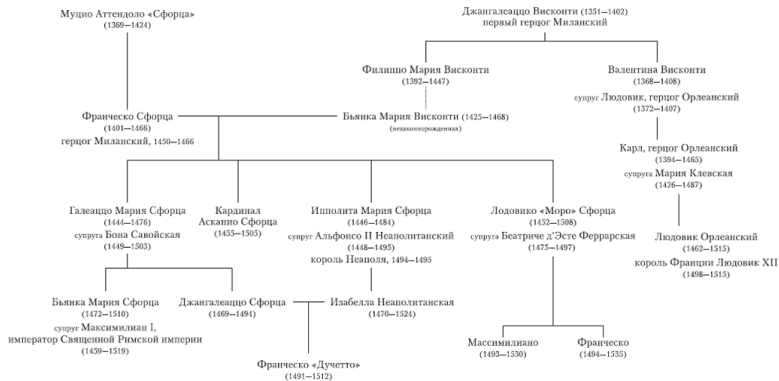 Муцио Аттендоло «Сфорца»
(1369—1424)
Джангалеаццо Висконти (1351—1402)
первый герцог Миланский
Филиппо Мария Висконти
(1392—1447)
Валентина Висконти
(1368—1408)
супруг Людовик, герцог Орлеанский
(1372—1407)
Франческо Сфорца
(1401—1466)
герцог Миланский, 1450—1466
Бьянка Мария Висконти (1425—1468)
(незаконнорожденная)
Карл, герцог Орлеанский
(1394—1465)
супруга Мария Клевская
(1426—1487)
Галеаццо Мария Сфорца
(1444—1476)
супруга Бона Савойская
(1449—1503)
Кардинал
Асканио Сфорца
(1455—1505)
Ипполита Мария Сфорца
(1446—1484)
супруг Альфонсо II Неаполитанский
(1448—1495)
король Неаполя, 1494—1495
Лодовико «Моро» Сфорца
(1452—1508)
супруга Беатриче д’Эсте Феррарская
(1475—1497)
Людовик Орлеанский
(1462—1515)
король Франции Людовик XII
(1498—1515)
Бьянка Мария Сфорца
(1472—1510)
супруг Максимилиан I,
император Священной Римской империи
(1459—1519)
Джангалеаццо Сфорца
(1469—1494)
Изабелла Неаполитанская
(1470—1524)
Массимилиано
(1493—1530)
Франческо
(1494—1535)
Франческо «Дучетто»
(1491—1512)